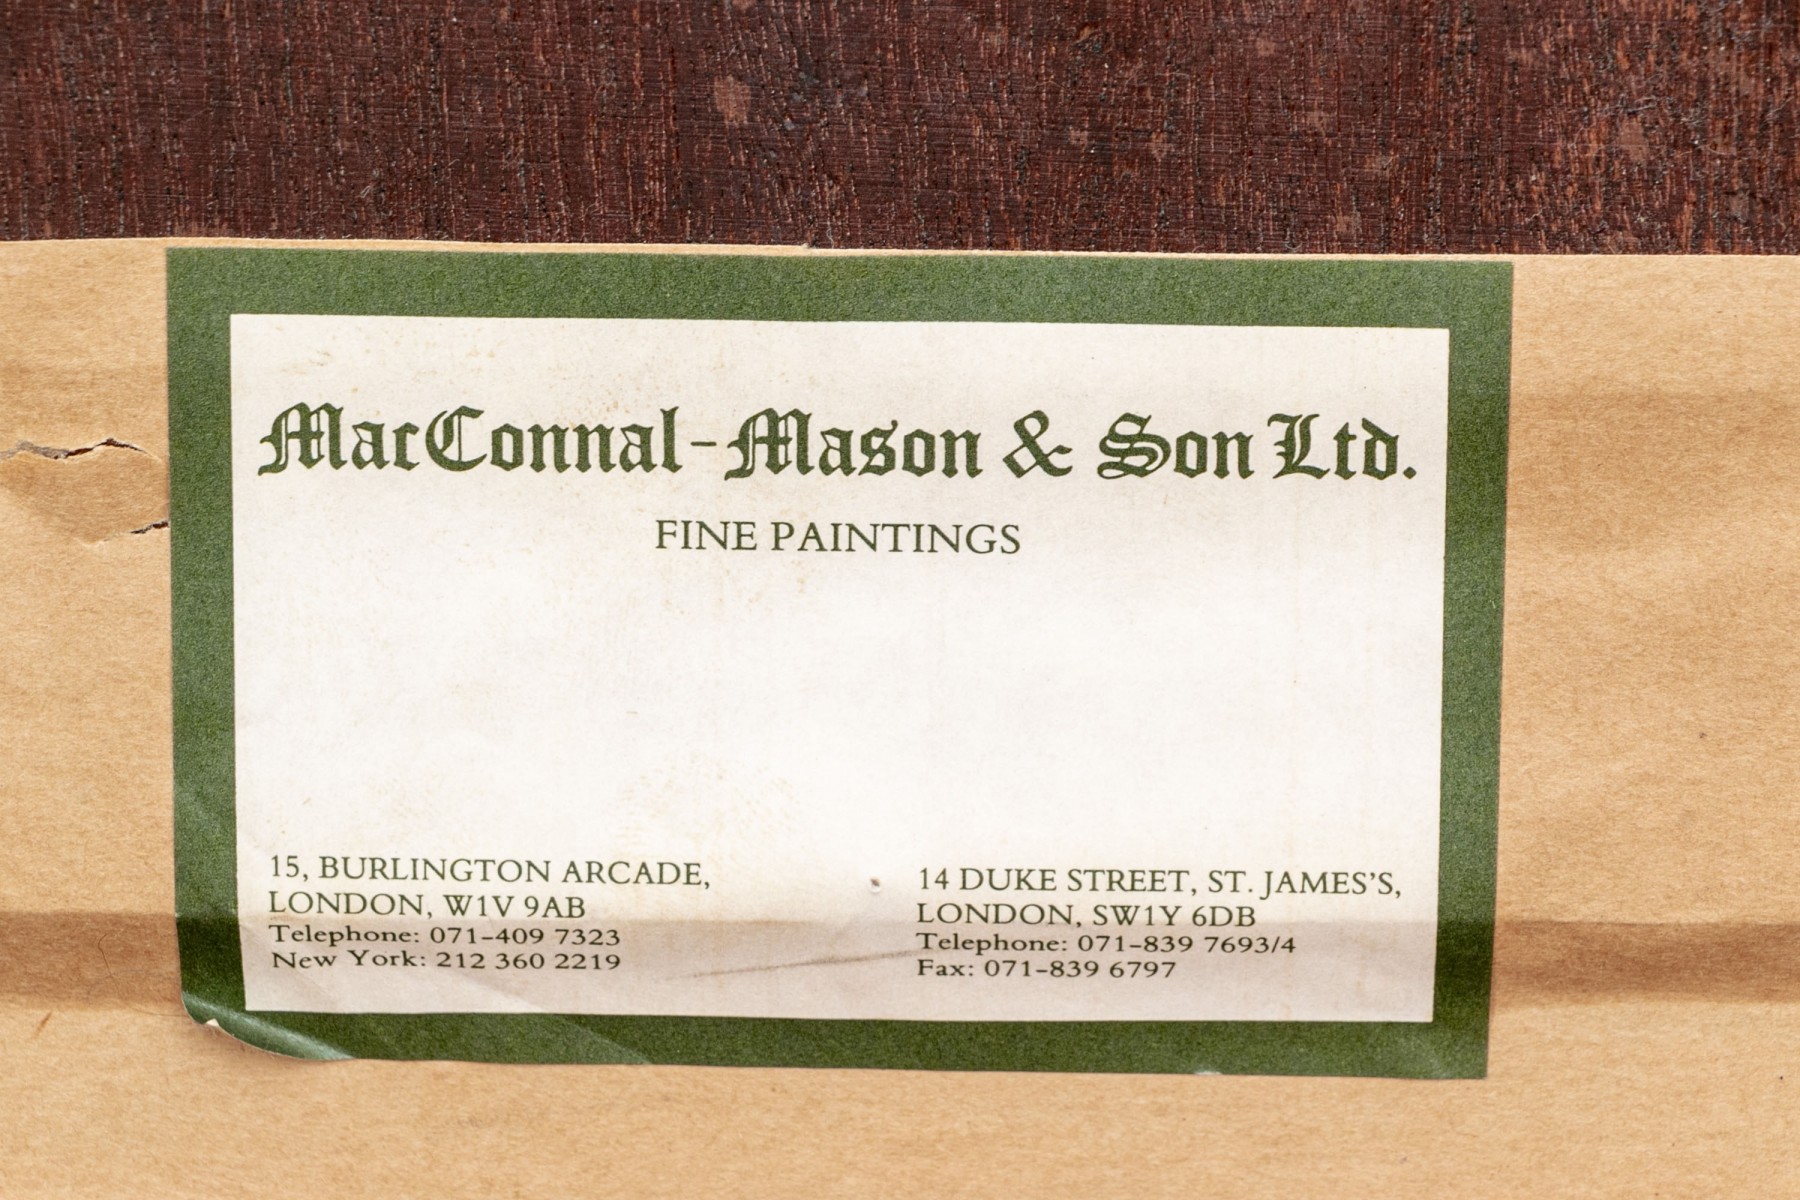 MacConnal-Mason & Son Ltd.
FINE PAINTINGS
15, BURLINGTON ARCADE,
LONDON, W1V 9AB
Telephone: 071-409 7323
New York: 212 360 2219
14 DUKE STREET, ST. JAMES'S,
LONDON, SW1Y 6DB
Telephone: 071-839 7693/4
Fax: 071-839 6797